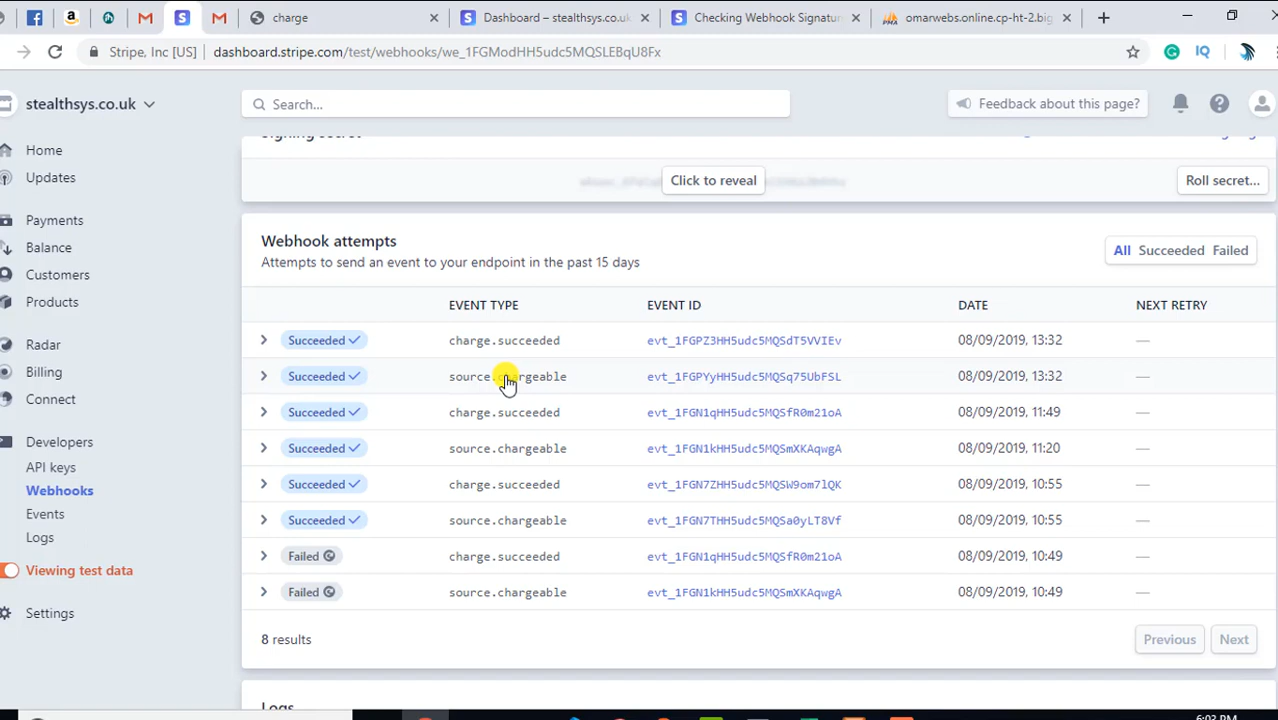 charge
Dashboard – stealthsys.co.uk
Checking Webhook Signatur
omarwebs.online.cp-ht-2.big
Stripe, Inc [US]
dashboard.stripe.com/test/webhooks/we_1FGModHH5udc5MQSLEBqU8Fx
stealthsys.co.uk
Search...
Feedback about this page?
Home
Updates
Payments
Balance
Customers
Products
Radar
Billing
Connect
Developers
API keys
Webhooks
Events
Logs
Viewing test data
Settings
Signing secret
Click to reveal
Roll secret...
Webhook attempts
Attempts to send an event to your endpoint in the past 15 days
All Succeeded Failed
EVENT TYPE EVENT ID DATE NEXT RETRY
Succeeded charge.succeeded evt_1FGPZ3HH5udc5MQSdT5VVIEv 08/09/2019, 13:32 —
Succeeded source.chargeable evt_1FGPYyHH5udc5MQSq75UbFSL 08/09/2019, 13:32 —
Succeeded charge.succeeded evt_1FGN1qHH5udc5MQSfR0m21oA 08/09/2019, 11:49 —
Succeeded source.chargeable evt_1FGN1kHH5udc5MQSmXKAqwgA 08/09/2019, 11:20 —
Succeeded charge.succeeded evt_1FGN7ZHH5udc5MQSW9om7lQK 08/09/2019, 10:55 —
Succeeded source.chargeable evt_1FGN7THH5udc5MQSa0yLT8Vf 08/09/2019, 10:55 —
Failed charge.succeeded evt_1FGN1qHH5udc5MQSfR0m21oA 08/09/2019, 10:49 —
Failed source.chargeable evt_1FGN1kHH5udc5MQSmXKAqwgA 08/09/2019, 10:49 —
8 results
Previous
Next
Logs
6:03 PM